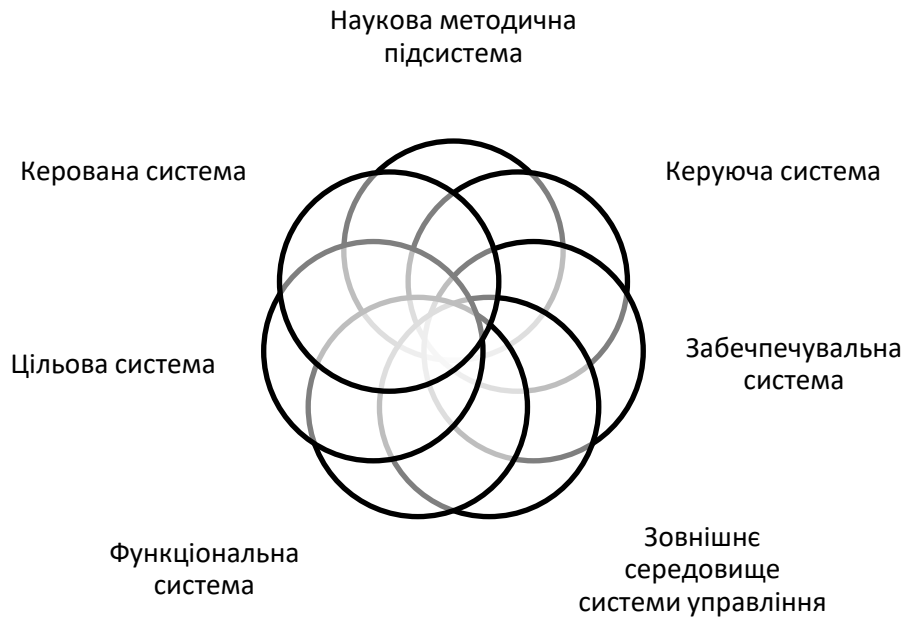 Наукова методична
підсистема
Керована система
Керуюча система
Цільова система
Забечпечувальна
система
Функціональна
система
Зовнішнє
середовище
системи управління